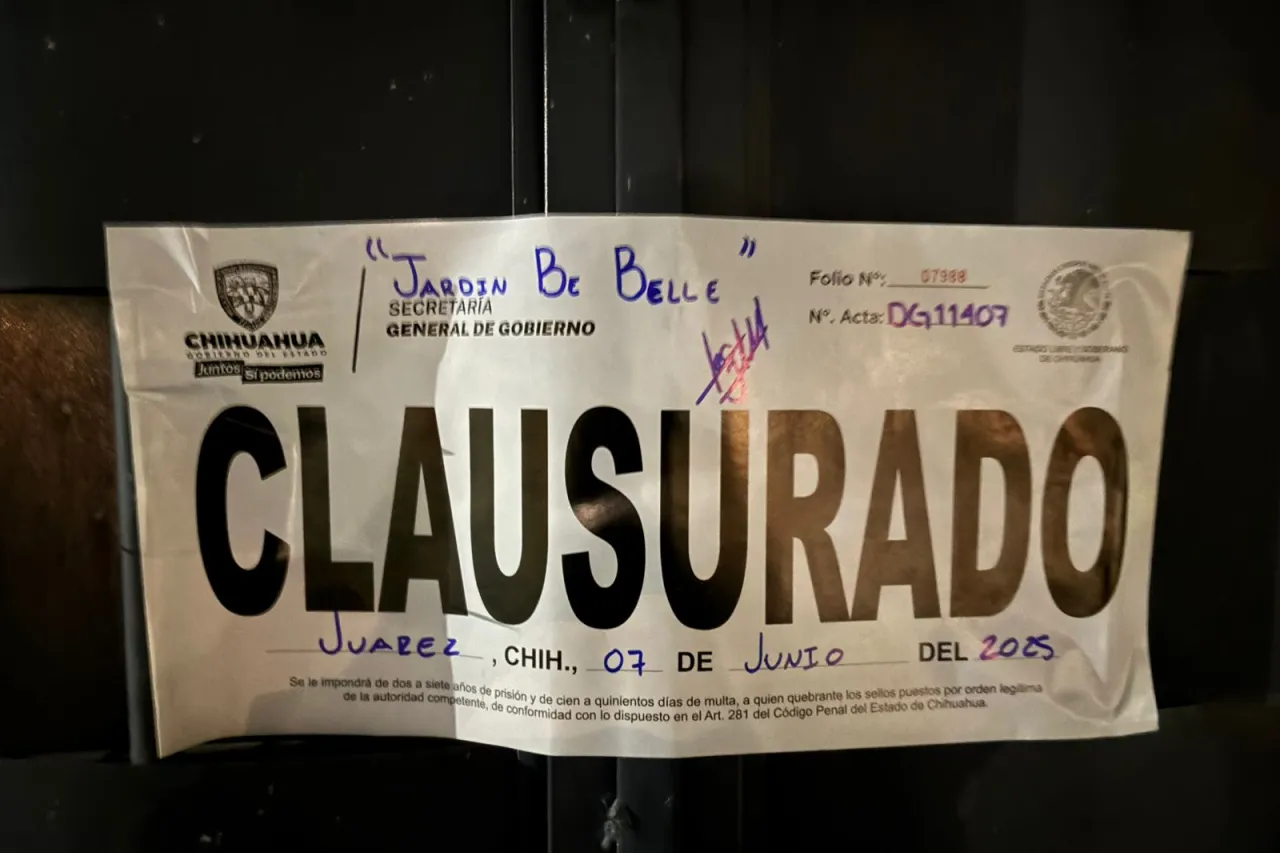 "JARDIN BE BELLE"
CHIHUAHUA
GOBIERNO DEL ESTADO
Juntos Sí podemos
SECRETARÍA
GENERAL DE GOBIERNO
Folio Nº: 07988
Nº. Acta: DG11407
ESTADO LIBRE Y SOBERANO
DE CHIHUAHUA
CLAUSURADO
JUAREZ, CHIH., 07 DE JUNIO DEL 2025
Se le impondrá de dos a siete años de prisión y de cien a quinientos días de multa, a quien quebrante los sellos puestos por orden legítima
de la autoridad competente, de conformidad con lo dispuesto en el Art. 281 del Código Penal del Estado de Chihuahua.